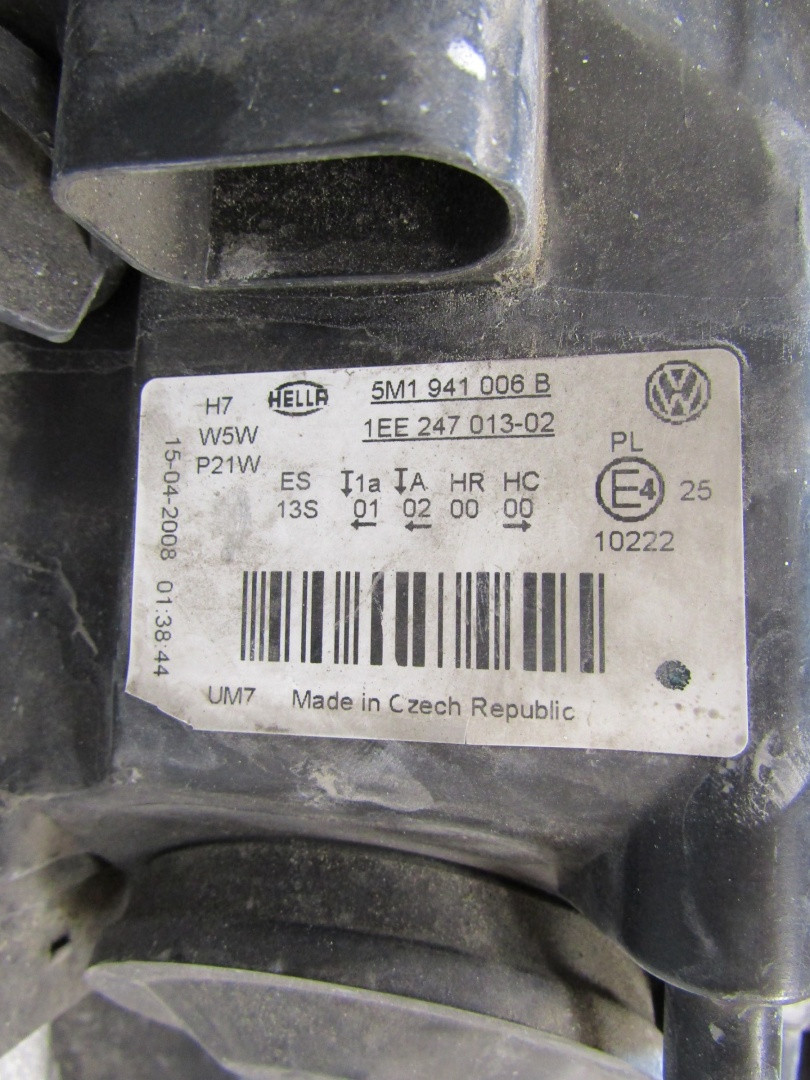 H7
W5W
P21W
HELLA
5M1 941 006 B
1EE 247 013-02
VW
PL
E4 25
10222
ES 1a A HR HC
13S 01 02 00 00
15-04-2008 01:38:44
UM7 Made in Czech Republic